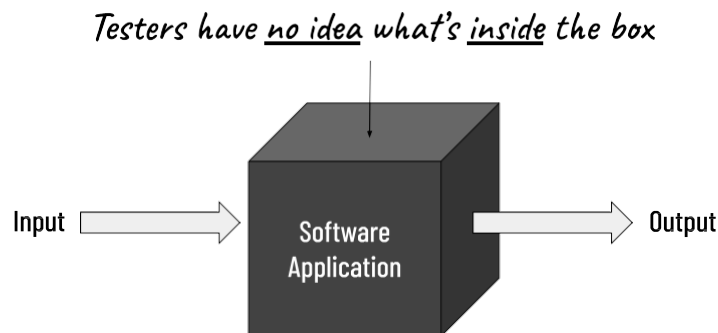 Testers have no idea what's inside the box
Input
Software
Application
Output